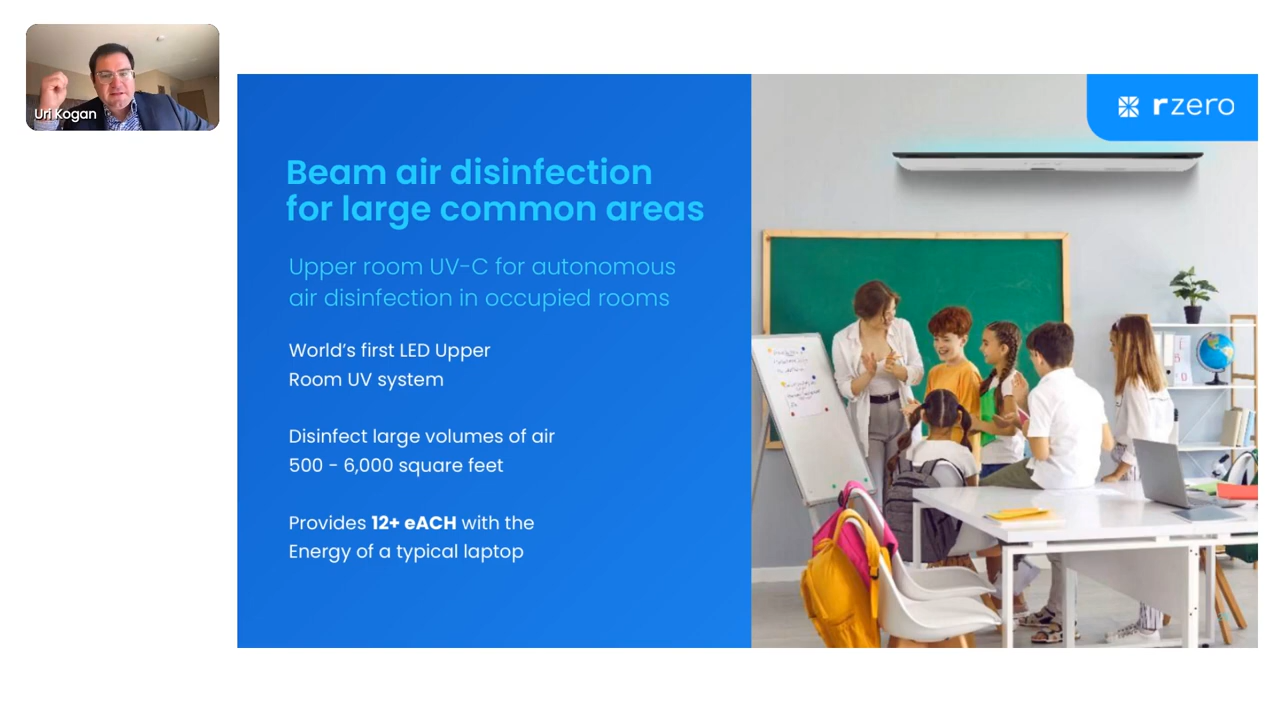 Uri Kogan
rzero
Beam air disinfection
for large common areas
Upper room UV-C for autonomous
air disinfection in occupied rooms
World's first LED Upper
Room UV system
Disinfect large volumes of air
500 - 6,000 square feet
Provides 12+ eACH with the
Energy of a typical laptop